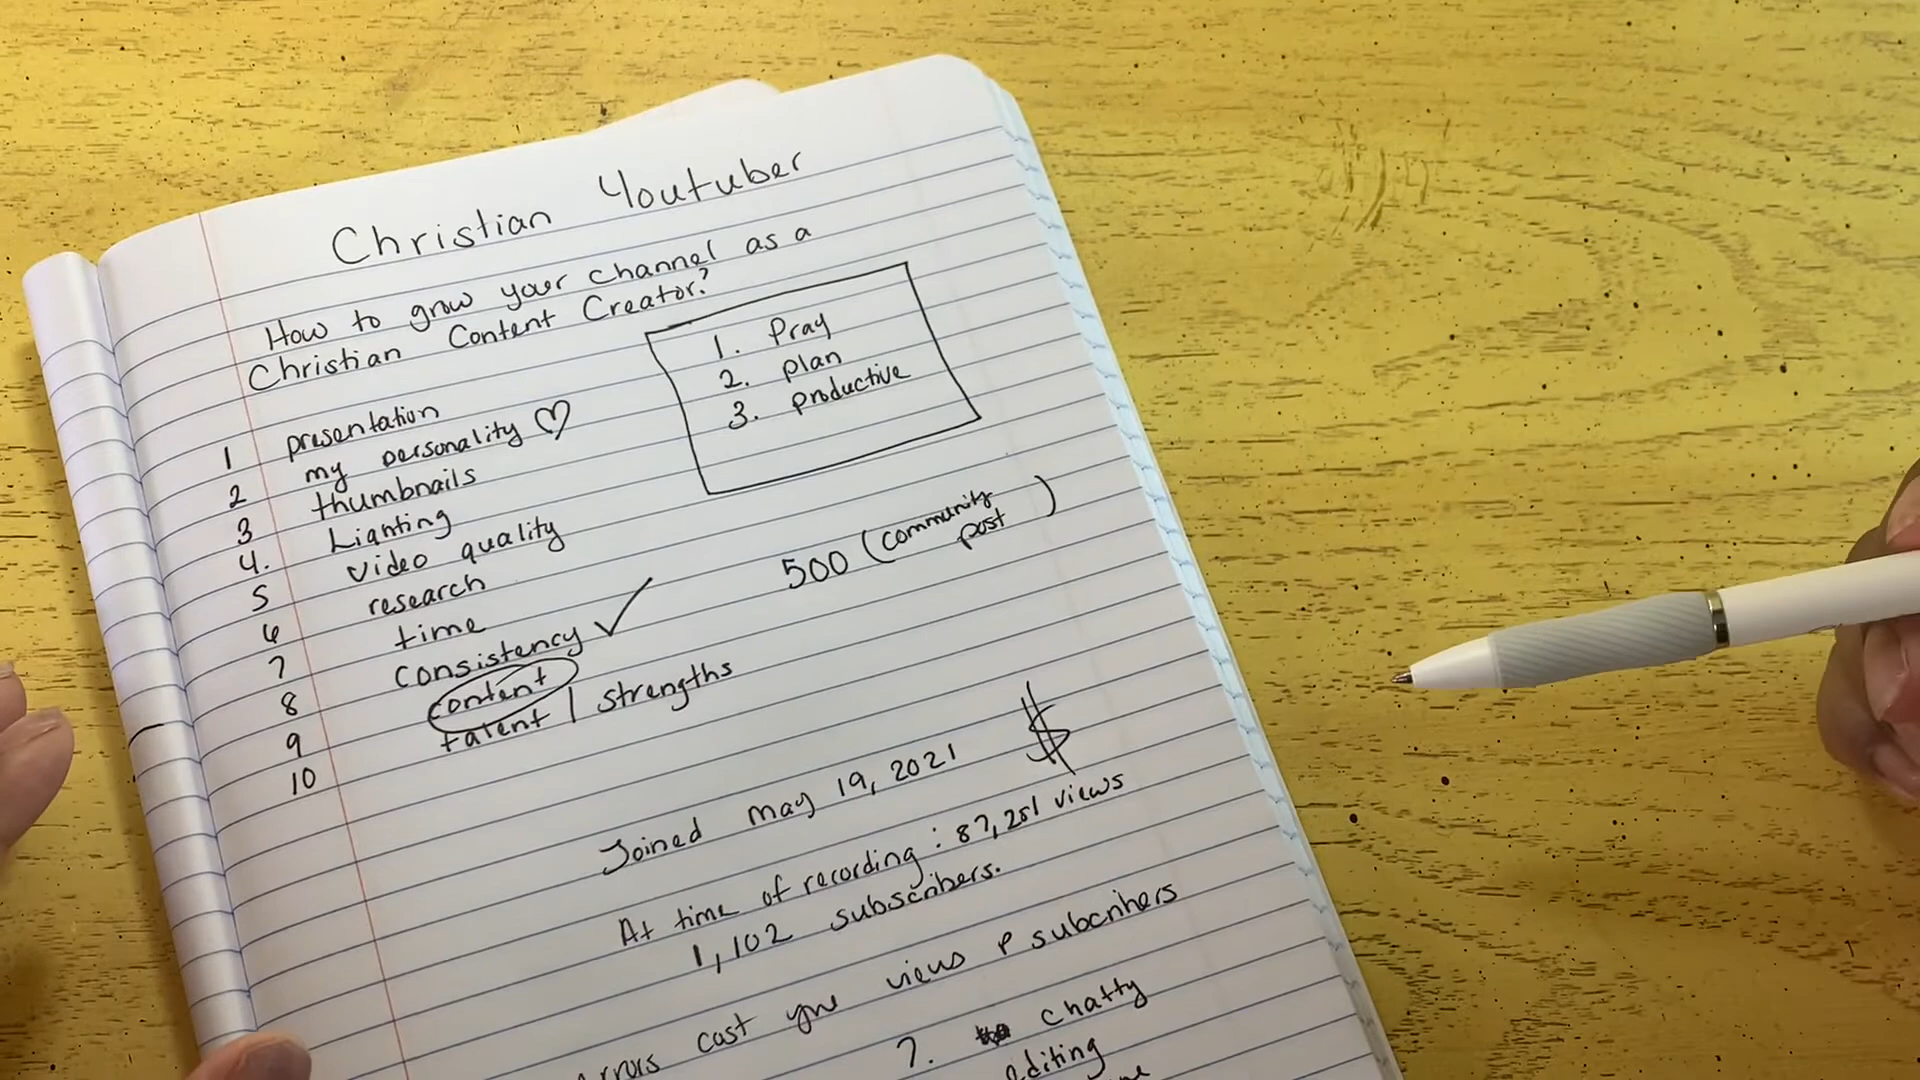 Christian Youtuber
How to grow your channel as a
Christian Content Creator?
1. Pray
2. plan
3. productive
1 presentation
2 my personality ♡
3 thumbnails
4. Lighting
5 video quality
6 research
7 time
8 Consistency ✓
9 content
10 talent / strengths
500 (community
post)
Joined may 19, 2021 $
At time of recording : 87,251 views
1,102 subscribers.
cost you views & subcribers
7. chatty
editing